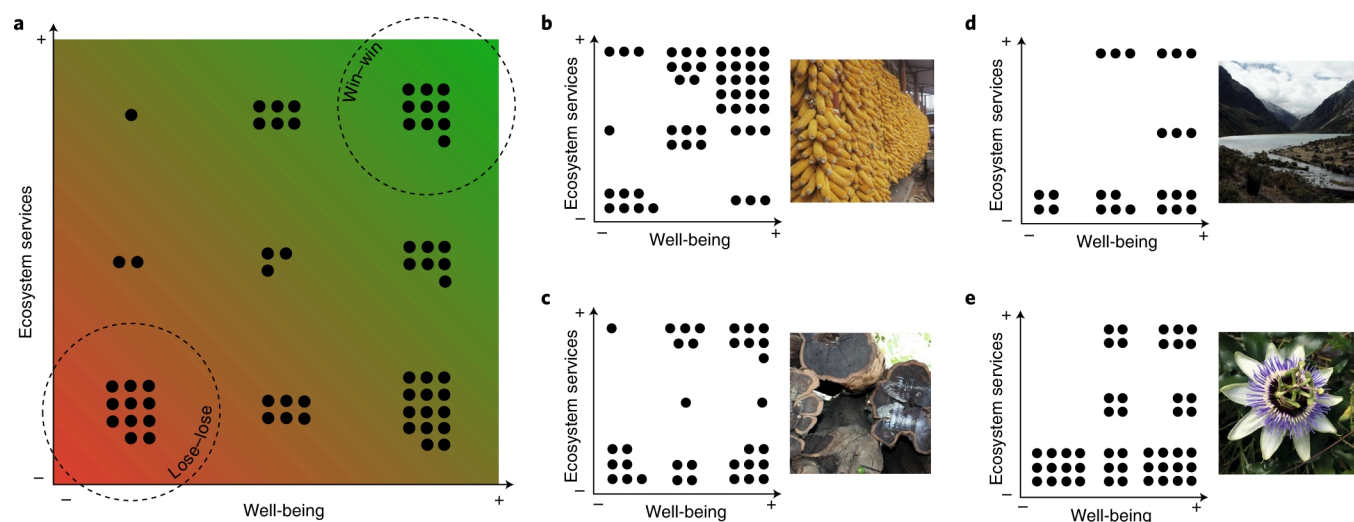 a
+
Ecosystem services
–
–
Well-being
+
Win–win
Lose–lose
b
+
Ecosystem services
–
–
Well-being
+
c
+
Ecosystem services
–
–
Well-being
+
d
+
Ecosystem services
–
–
Well-being
+
e
+
Ecosystem services
–
–
Well-being
+